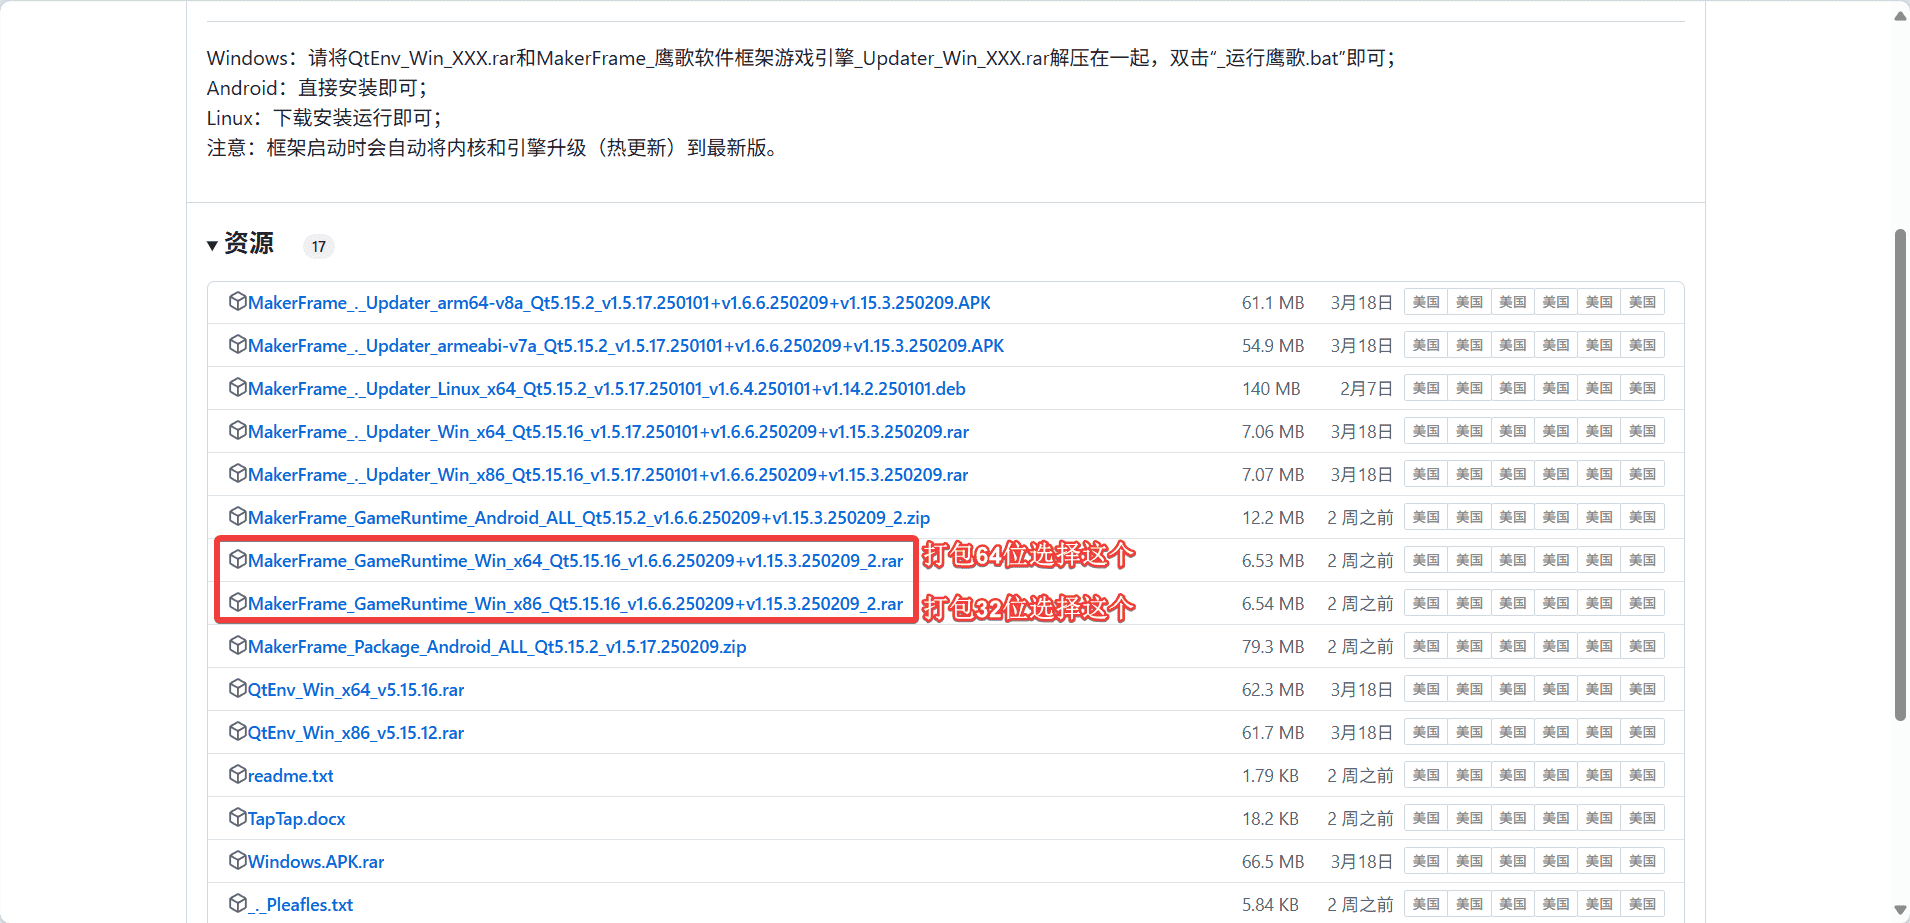 Windows：请将QtEnv_Win_XXX.rar和MakerFrame_鹰歌软件框架游戏引擎_Updater_Win_XXX.rar解压在一起，双击“_运行鹰歌.bat”即可；
Android：直接安装即可；
Linux：下载安装运行即可；
注意：框架启动时会自动将内核和引擎升级（热更新）到最新版。
▼ 资源 17
MakerFrame_._Updater_arm64-v8a_Qt5.15.2_v1.5.17.250101+v1.6.6.250209+v1.15.3.250209.APK 61.1 MB 3月18日 美国 美国 美国 美国 美国 美国
MakerFrame_._Updater_armeabi-v7a_Qt5.15.2_v1.5.17.250101+v1.6.6.250209+v1.15.3.250209.APK 54.9 MB 3月18日 美国 美国 美国 美国 美国 美国
MakerFrame_._Updater_Linux_x64_Qt5.15.2_v1.5.17.250101_v1.6.4.250101+v1.14.2.250101.deb 140 MB 2月7日 美国 美国 美国 美国 美国 美国
MakerFrame_._Updater_Win_x64_Qt5.15.16_v1.5.17.250101+v1.6.6.250209+v1.15.3.250209.rar 7.06 MB 3月18日 美国 美国 美国 美国 美国 美国
MakerFrame_._Updater_Win_x86_Qt5.15.16_v1.5.17.250101+v1.6.6.250209+v1.15.3.250209.rar 7.07 MB 3月18日 美国 美国 美国 美国 美国 美国
MakerFrame_GameRuntime_Android_ALL_Qt5.15.2_v1.6.6.250209+v1.15.3.250209_2.zip 12.2 MB 2 周之前 美国 美国 美国 美国 美国 美国
MakerFrame_GameRuntime_Win_x64_Qt5.15.16_v1.6.6.250209+v1.15.3.250209_2.rar 打包64位选择这个 6.53 MB 2 周之前 美国 美国 美国 美国 美国 美国
MakerFrame_GameRuntime_Win_x86_Qt5.15.16_v1.6.6.250209+v1.15.3.250209_2.rar 打包32位选择这个 6.54 MB 2 周之前 美国 美国 美国 美国 美国 美国
MakerFrame_Package_Android_ALL_Qt5.15.2_v1.5.17.250209.zip 79.3 MB 2 周之前 美国 美国 美国 美国 美国 美国
QtEnv_Win_x64_v5.15.16.rar 62.3 MB 3月18日 美国 美国 美国 美国 美国 美国
QtEnv_Win_x86_v5.15.12.rar 61.7 MB 3月18日 美国 美国 美国 美国 美国 美国
readme.txt 1.79 KB 2 周之前 美国 美国 美国 美国 美国 美国
TapTap.docx 18.2 KB 2 周之前 美国 美国 美国 美国 美国 美国
Windows.APK.rar 66.5 MB 3月18日 美国 美国 美国 美国 美国 美国
_._Pleafles.txt 5.84 KB 2 周之前 美国 美国 美国 美国 美国 美国